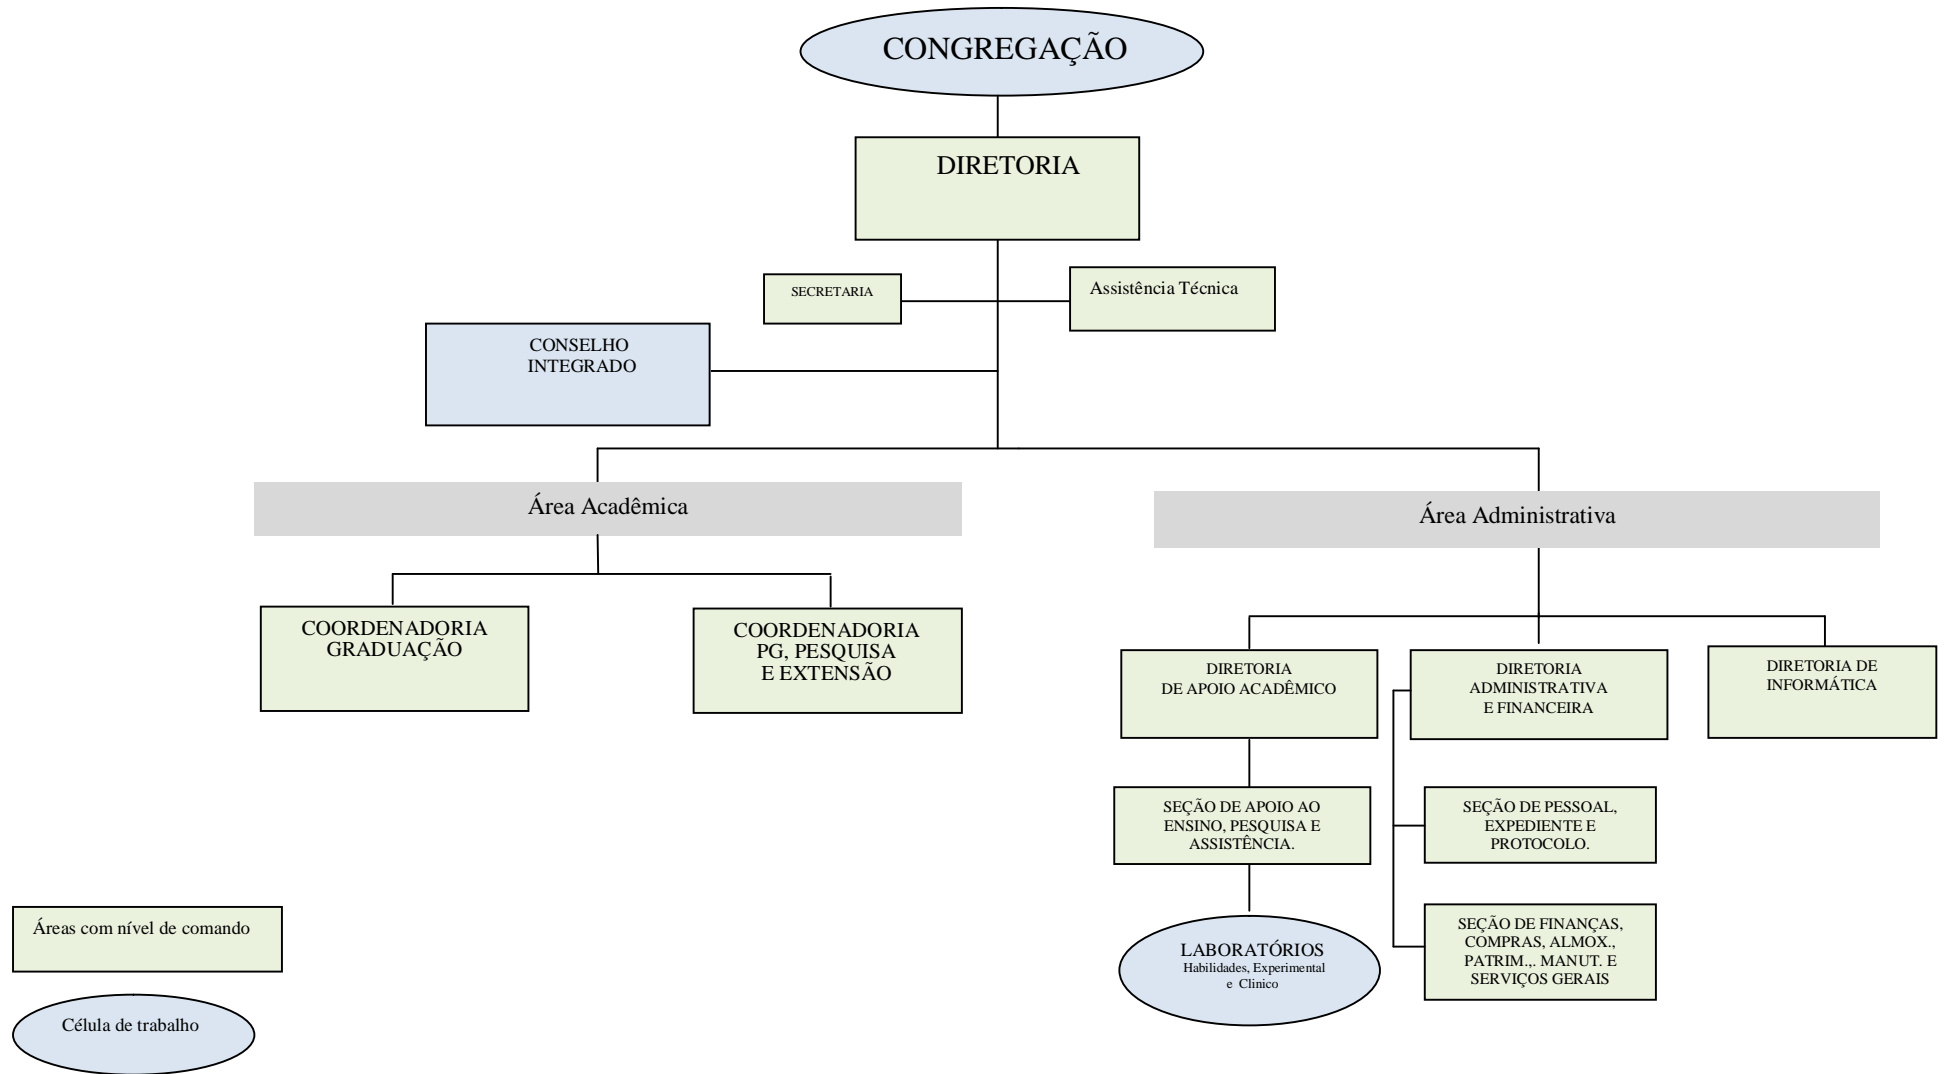 CONGREGAÇÃO
DIRETORIA
SECRETARIA
Assistência Técnica
CONSELHO
INTEGRADO
Área Acadêmica
Área Administrativa
COORDENADORIA
GRADUAÇÃO
COORDENADORIA
PG, PESQUISA
E EXTENSÃO
DIRETORIA
DE APOIO ACADÊMICO
DIRETORIA
ADMINISTRATIVA
E FINANCEIRA
DIRETORIA DE
INFORMÁTICA
SEÇÃO DE APOIO AO
ENSINO, PESQUISA E
ASSISTÊNCIA.
SEÇÃO DE PESSOAL,
EXPEDIENTE E
PROTOCOLO.
LABORATÓRIOS
Habilidades, Experimental
e Clinico
SEÇÃO DE FINANÇAS,
COMPRAS, ALMOX.,
PATRIM.,. MANUT. E
SERVIÇOS GERAIS
Áreas com nível de comando
Célula de trabalho